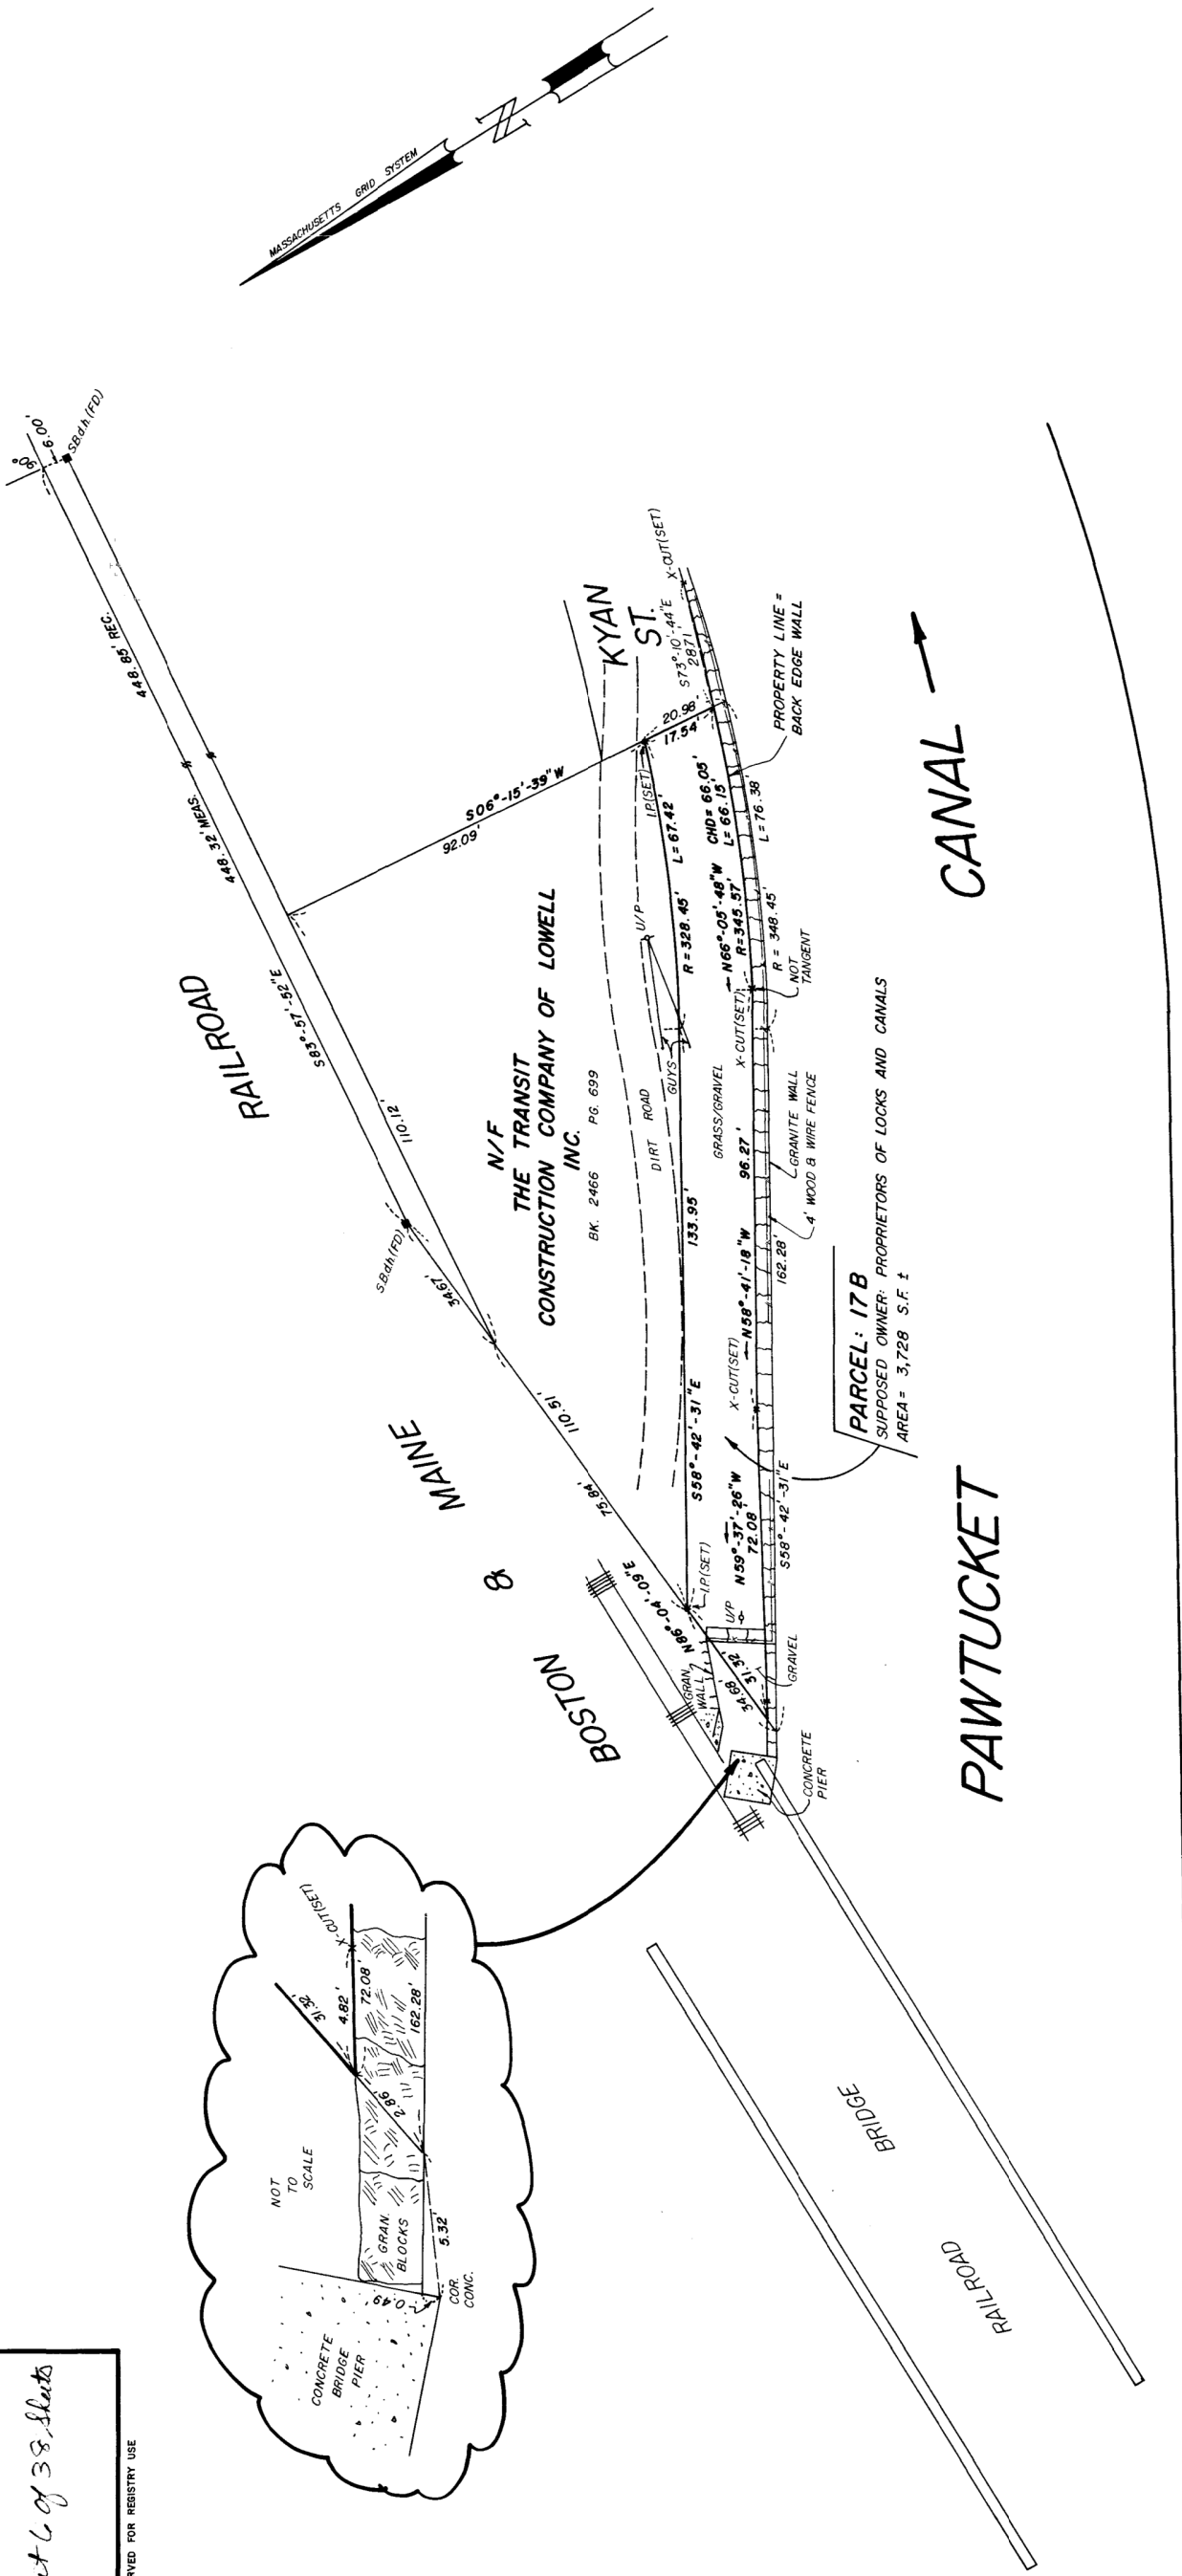 MASSACHUSETTS GRID SYSTEM
N
90°
6.00'
S.B.d.h.(FD)
448.85' REC.
448.32' MEAS.
S83°-57'-52"E
110.12'
S.B.d.h.(FD)
34.67'
110.51'
75.84'
N86°-04'-09"E
BOSTON & MAINE RAILROAD
N/F
THE TRANSIT
CONSTRUCTION COMPANY OF LOWELL
INC.
BK. 2466 PG. 699
S06°-15'-39"W
92.09'
KYAN
ST.
S73°-10'-44"E
28.71'
X-CUT(SET)
20.98'
17.54'
I.P.(SET)
U/P
GUYS
DIRT ROAD
GRASS/GRAVEL
S58°-42'-31"E
133.95'
R=328.45'
L=67.42'
N66°-05'-48"W
CHD=66.05'
R=345.57'
L=66.15'
R = 348.45'
L=76.38'
PROPERTY LINE =
BACK EDGE WALL
NOT
TANGENT
X-CUT(SET)
N58°-41'-18"W
96.27'
X-CUT(SET)
N59°-37'-26"W
72.08'
S58°-42'-31"E
162.28'
GRANITE WALL
4' WOOD & WIRE FENCE
I.P.(SET)
U/P
GRAN.
WALL
34.68'
31.32'
GRAVEL
CONCRETE
PIER
PARCEL: 17B
SUPPOSED OWNER: PROPRIETORS OF LOCKS AND CANALS
AREA= 3,728 S.F. ±
PAWTUCKET CANAL
RAILROAD BRIDGE
NOT
TO
SCALE
X-CUT(SET)
31.32'
4.82'
72.08'
162.28'
2.86'
GRAN.
BLOCKS
5.32'
0.49'
COR.
CONC.
CONCRETE
BRIDGE
PIER
of 38 Sheets
RVED FOR REGISTRY USE